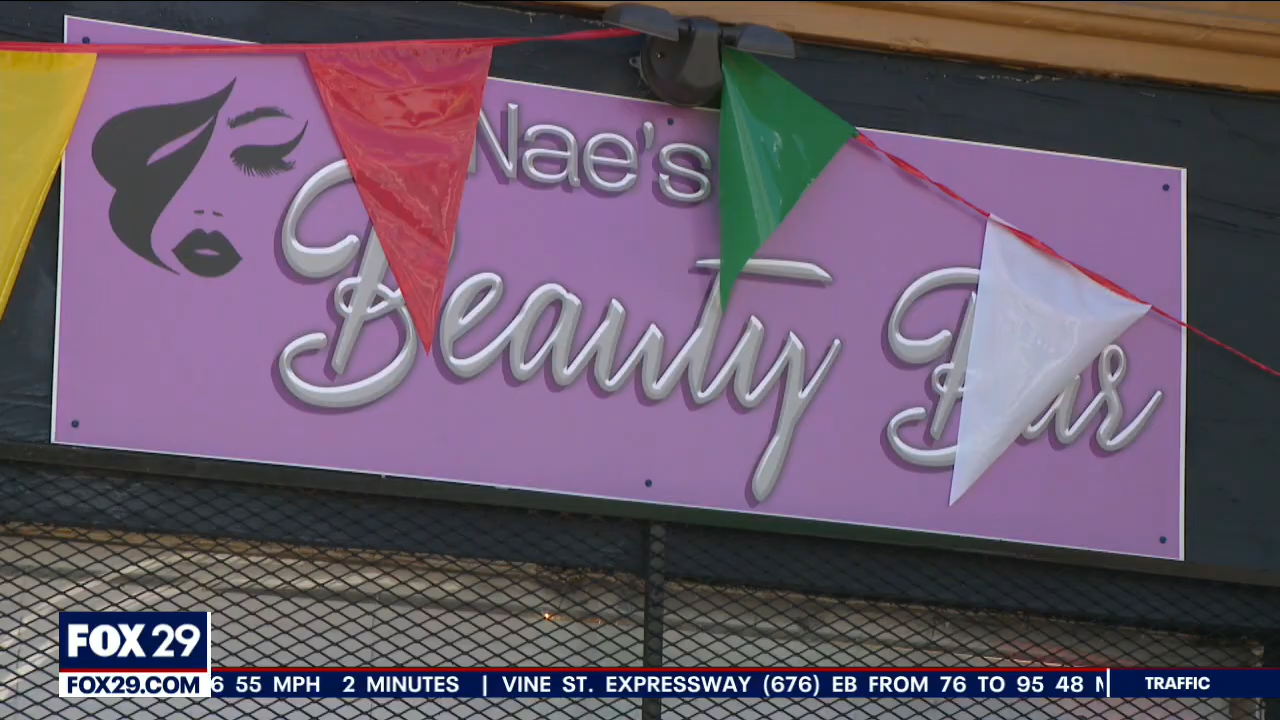 Nae's
Beauty Bar
FOX 29
FOX29.COM
6 55 MPH 2 MINUTES | VINE ST. EXPRESSWAY (676) EB FROM 76 TO 95 48
TRAFFIC